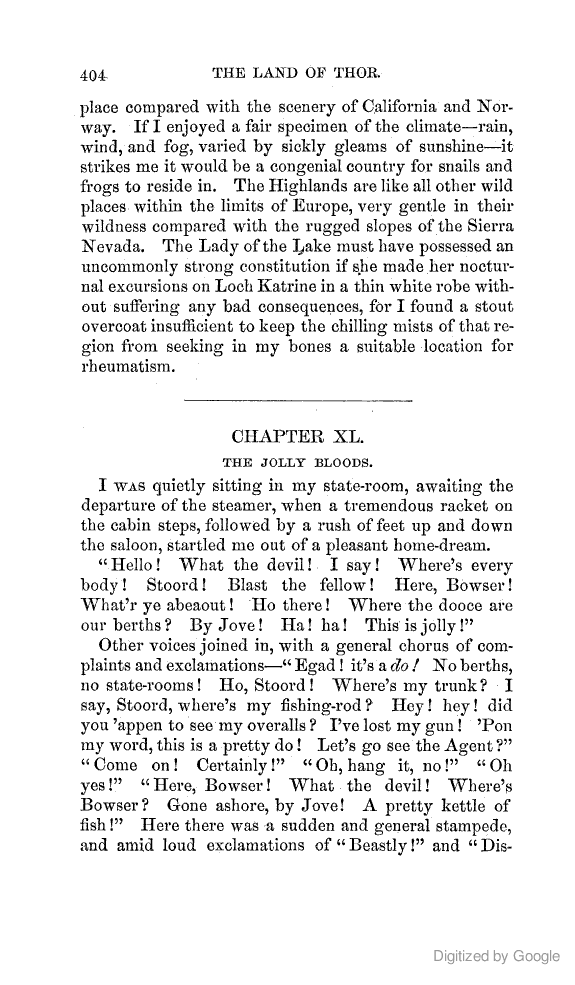 404
THE LAND OF THOR.
place compared with the scenery of California and Nor-
way. If I enjoyed a fair specimen of the climate—rain,
wind, and fog, varied by sickly gleams of sunshine—it
strikes me it would be a congenial country for snails and
frogs to reside in. The Highlands are like all other wild
places within the limits of Europe, very gentle in their
wildness compared with the rugged slopes of the Sierra
Nevada. The Lady of the Lake must have possessed an
uncommonly strong constitution if she made her noctur-
nal excursions on Loch Katrine in a thin white robe with-
out suffering any bad consequences, for I found a stout
overcoat insufficient to keep the chilling mists of that re-
gion from seeking in my bones a suitable location for
rheumatism.
CHAPTER XL.
THE JOLLY BLOODS.
I WAS quietly sitting in my state-room, awaiting the
departure of the steamer, when a tremendous racket on
the cabin steps, followed by a rush of feet up and down
the saloon, startled me out of a pleasant home-dream.
"Hello! What the devil! I say! Where's every
body! Stoord! Blast the fellow! Here, Bowser!
What'r ye abeaout! Ho there! Where the dooce are
our berths? By Jove! Ha! ha! This is jolly!"
Other voices joined in, with a general chorus of com-
plaints and exclamations—"Egad! it's a do! No berths,
no state-rooms! Ho, Stoord! Where's my trunk? I
say, Stoord, where's my fishing-rod? Hey! hey! did
you 'appen to see my overalls? I've lost my gun! 'Pon
my word, this is a pretty do! Let's go see the Agent?"
"Come on! Certainly!" "Oh, hang it, no!" "Oh
yes!" "Here, Bowser! What the devil! Where's
Bowser? Gone ashore, by Jove! A pretty kettle of
fish!" Here there was a sudden and general stampede,
and amid loud exclamations of "Beastly!" and "Dis-
Digitized by Google